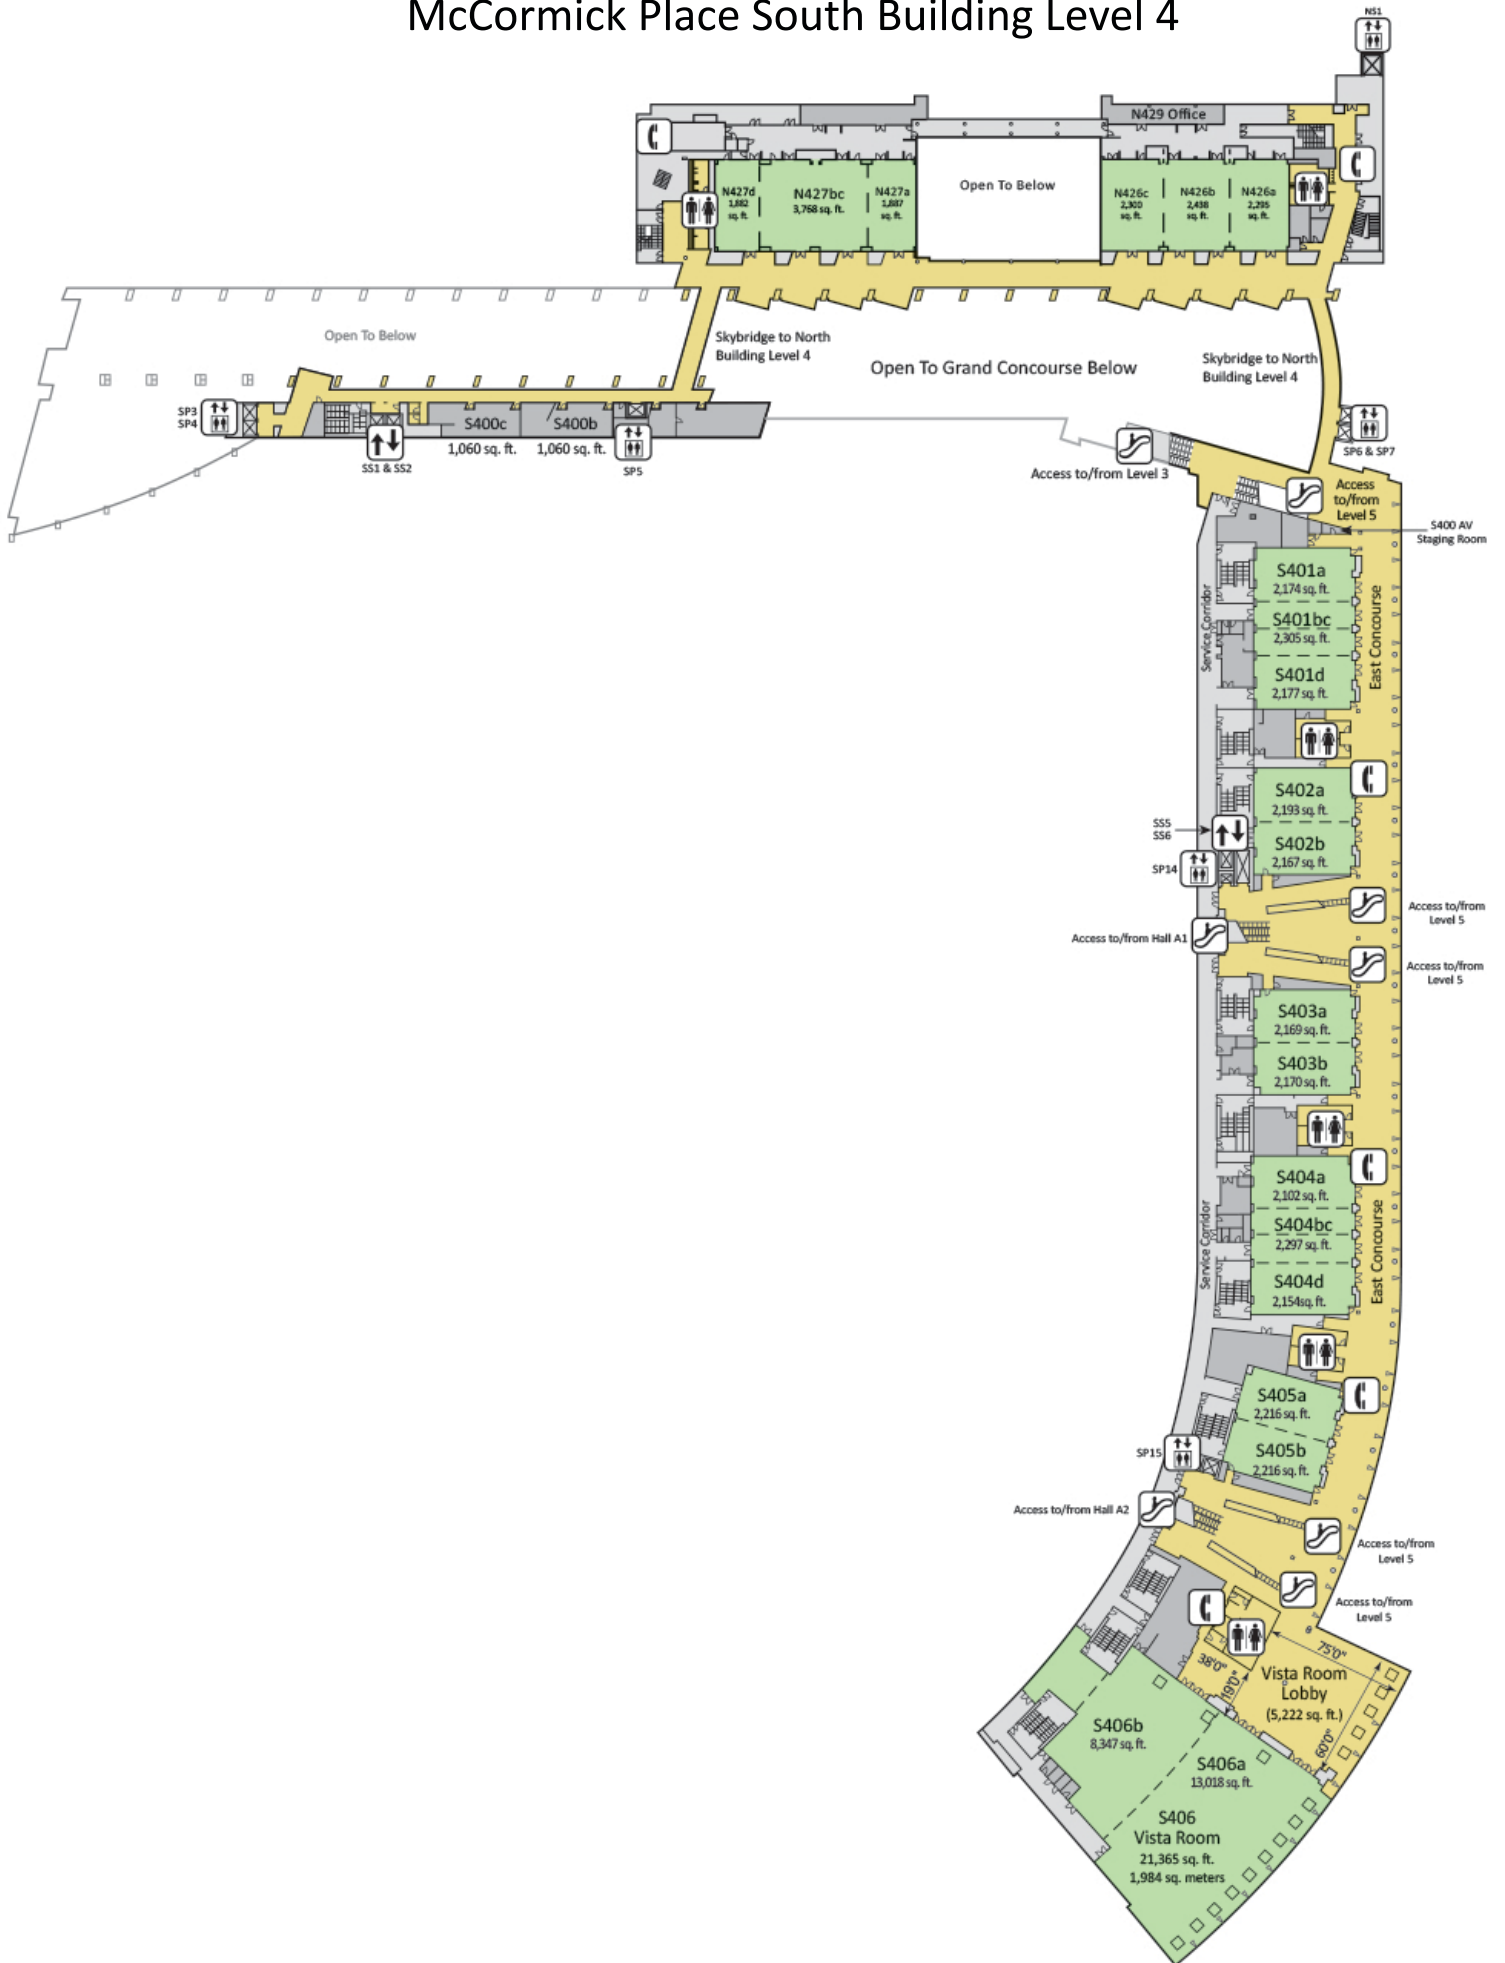 McCormick Place South Building Level 4
NS1
N429 Office
N427d
1,882
sq. ft.
N427bc
3,768 sq. ft.
N427a
1,887
sq. ft.
Open To Below
N426c
2,300
sq. ft.
N426b
2,438
sq. ft.
N426a
2,295
sq. ft.
Open To Below
Skybridge to North
Building Level 4
Open To Grand Concourse Below
Skybridge to North
Building Level 4
SP3
SP4
SS1 & SS2
S400c
1,060 sq. ft.
S400b
1,060 sq. ft.
SP5
SP6 & SP7
Access to/from Level 3
Access
to/from
Level 5
S400 AV
Staging Room
S401a
2,174 sq. ft.
S401bc
2,305 sq. ft.
S401d
2,177 sq. ft.
Service Corridor
East Concourse
S402a
2,193 sq. ft.
SS5
SS6
S402b
2,167 sq. ft.
SP14
Access to/from
Level 5
Access to/from Hall A1
Access to/from
Level 5
S403a
2,169 sq. ft.
S403b
2,170 sq. ft.
S404a
2,102 sq. ft.
S404bc
2,297 sq. ft.
S404d
2,154sq. ft.
Service Corridor
East Concourse
S405a
2,216 sq. ft.
S405b
2,216 sq. ft.
SP15
Access to/from Hall A2
Access to/from
Level 5
Access to/from
Level 5
75'0"
38'0"
19'0"
Vista Room
Lobby
(5,222 sq. ft.)
60'0"
S406b
8,347 sq. ft.
S406a
13,018 sq. ft.
S406
Vista Room
21,365 sq. ft.
1,984 sq. meters